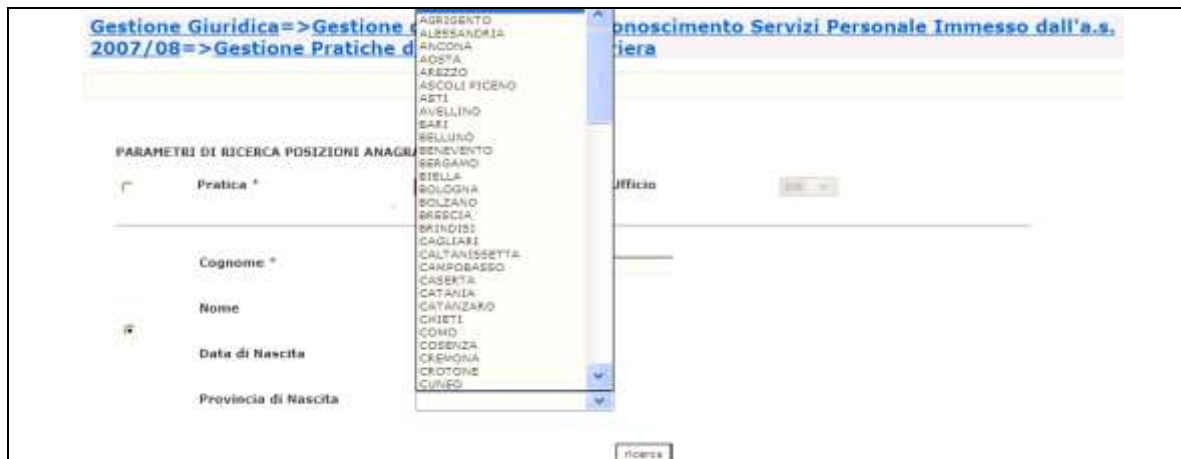 Gestione Giuridica=>Gestione onoscimento Servizi Personale Immesso dall'a.s.
2007/08=>Gestione Pratiche d iera
AGRIGENTO
ALESSANDRIA
ANCONA
AOSTA
AREZZO
ASCOLI PICENO
ASTI
AVELLINO
BARI
BELLUNO
BENEVENTO
BERGAMO
BIELLA
BOLOGNA
BOLZANO
BRESCIA
BRINDISI
CAGLIARI
CALTANISSETTA
CAMPOBASSO
CASERTA
CATANIA
CATANZARO
CHIETI
COMO
COSENZA
CREMONA
CROTONE
CUNEO
PARAMETRI DI RICERCA POSIZIONI ANAGRA
Pratica * Ufficio
Cognome *
Nome
Data di Nascita
Provincia di Nascita
ricerca